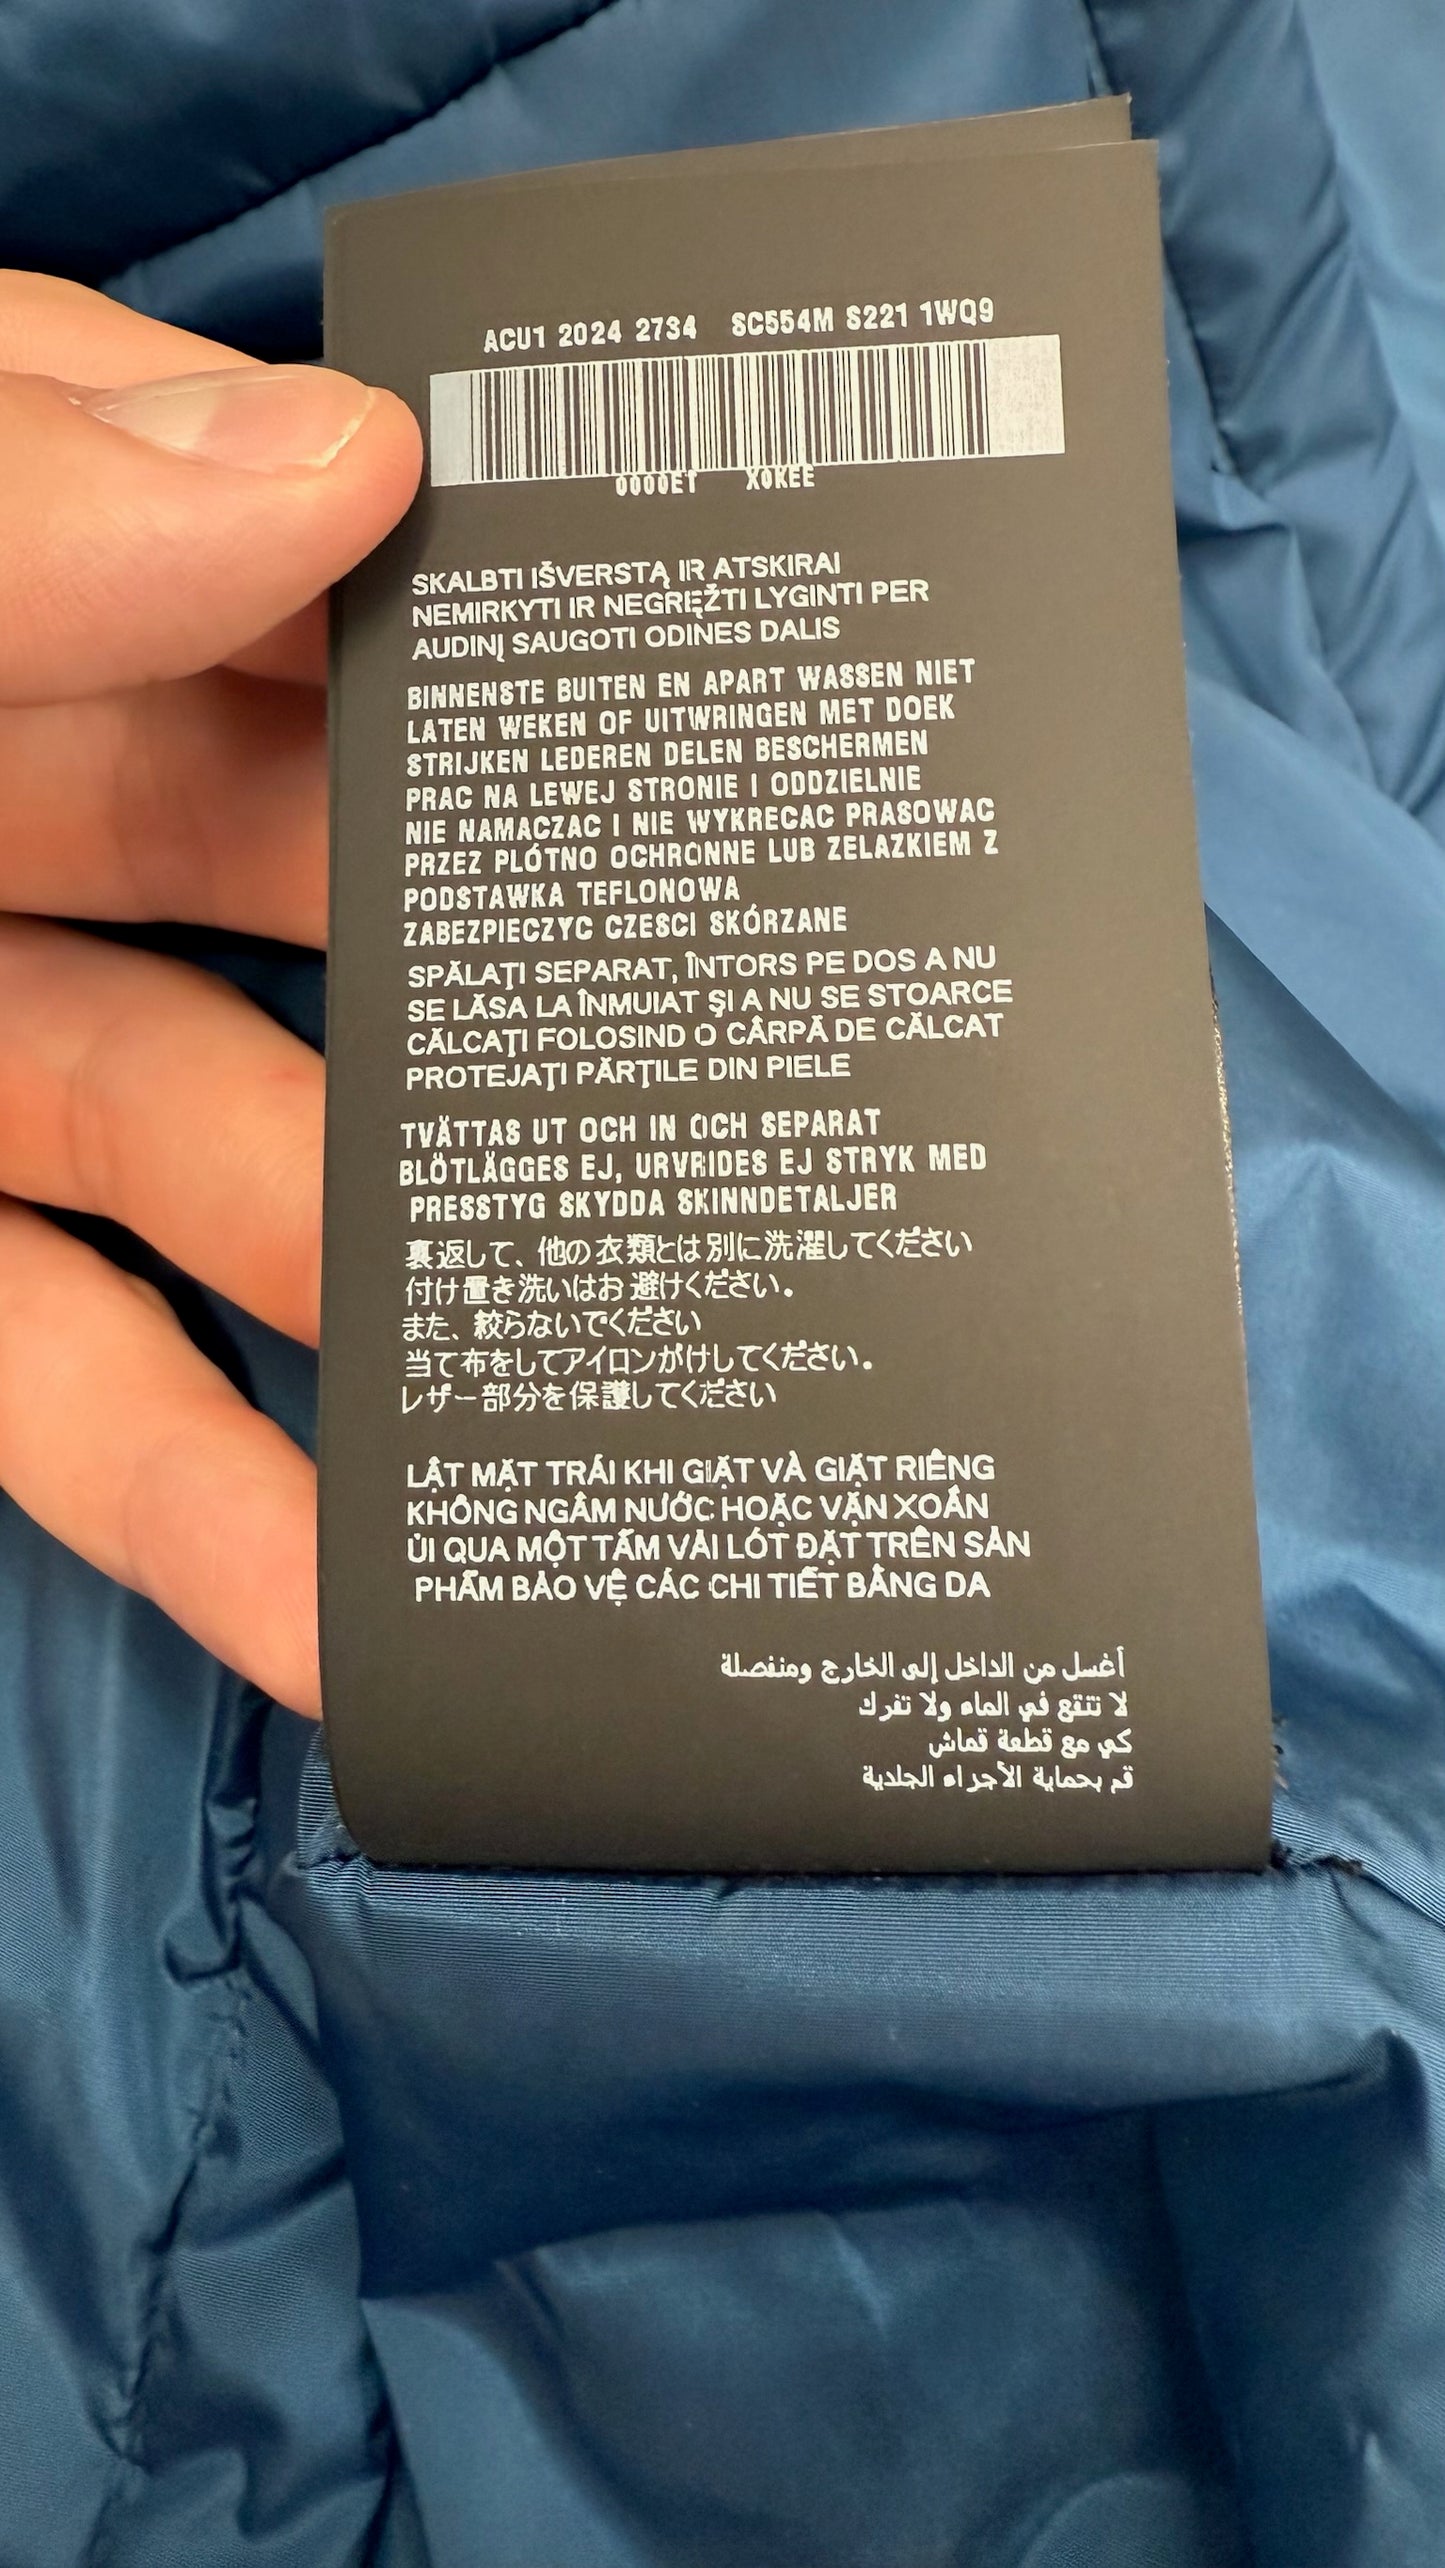 ACU1 2024 2734 SC554M S221 1WQ9
0000ET X0KEE
SKALBTI IŠVERSTĄ IR ATSKIRAI
NEMIRKYTI IR NEGRĘŽTI LYGINTI PER
AUDINĮ SAUGOTI ODINES DALIS
BINNENSTE BUITEN EN APART WASSEN NIET
LATEN WEKEN OF UITWRINGEN MET DOEK
STRIJKEN LEDEREN DELEN BESCHERMEN
PRAC NA LEWEJ STRONIE I ODDZIELNIE
NIE NAMACZAC I NIE WYKRECAC PRASOWAC
PRZEZ PLÓTNO OCHRONNE LUB ZELAZKIEM Z
PODSTAWKA TEFLONOWA
ZABEZPIECZYC CZESCI SKÓRZANE
SPĂLAŢI SEPARAT, ÎNTORS PE DOS A NU
SE LĂSA LA ÎNMUIAT ŞI A NU SE STOARCE
CĂLCAŢI FOLOSIND O CÂRPĂ DE CĂLCAT
PROTEJAŢI PĂRŢILE DIN PIELE
TVÄTTAS UT OCH IN OCH SEPARAT
BLÖTLÄGGES EJ, URVRIDES EJ STRYK MED
PRESSTYG SKYDDA SKINNDETALJER
裏返して、他の衣類とは別に洗濯してください
付け置き洗いはお避けください。
また、絞らないでください
当て布をしてアイロンがけしてください。
レザー部分を保護してください
LẬT MẶT TRÁI KHI GIẶT VÀ GIẶT RIÊNG
KHÔNG NGÂM NƯỚC HOẶC VẶN XOẮN
ỦI QUA MỘT TẤM VẢI LÓT ĐẶT TRÊN SẢN
PHẨM BẢO VỆ CÁC CHI TIẾT BẰNG DA
أغسل من الداخل إلى الخارج ومنفصلة
لا تنقع في الماء ولا تفرك
كي مع قطعة قماش
قم بحماية الأجراء الجلدية